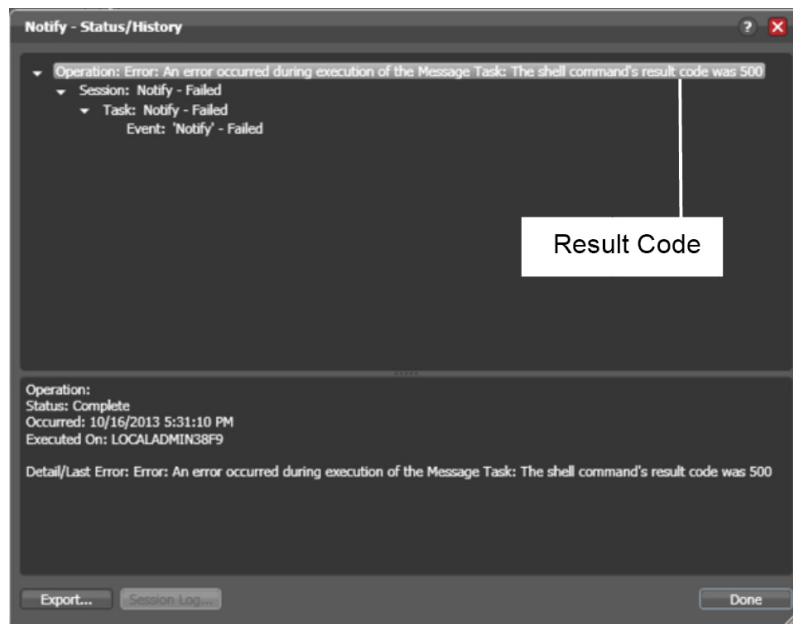 Notify - Status/History
?
Operation: Error: An error occurred during execution of the Message Task: The shell command's result code was 500
Session: Notify - Failed
Task: Notify - Failed
Event: 'Notify' - Failed
Result Code
Operation:
Status: Complete
Occurred: 10/16/2013 5:31:10 PM
Executed On: LOCALADMIN38F9
Detail/Last Error: Error: An error occurred during execution of the Message Task: The shell command's result code was 500
Export...
Session Log...
Done